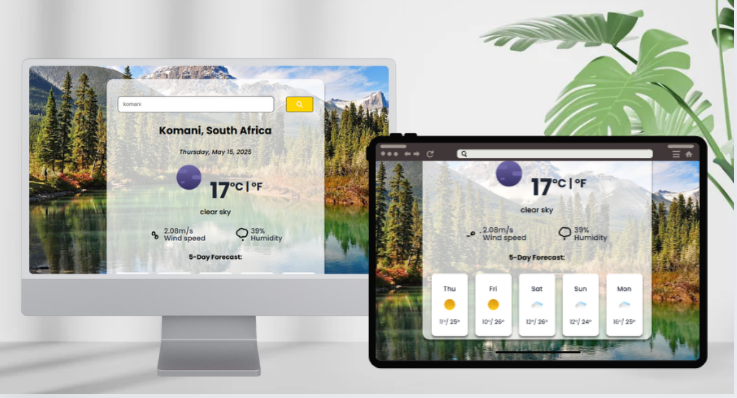 komani
Komani, South Africa
Thursday, May 15, 2025
17°C | °F
clear sky
2.08m/s
Wind speed
39%
Humidity
5-Day Forecast:
17°C | °F
clear sky
2.08m/s
Wind speed
39%
Humidity
5-Day Forecast:
Thu
Fri
Sat
Sun
Mon
11°/ 25°
10°/ 26°
12°/ 26°
12°/ 24°
16°/ 25°